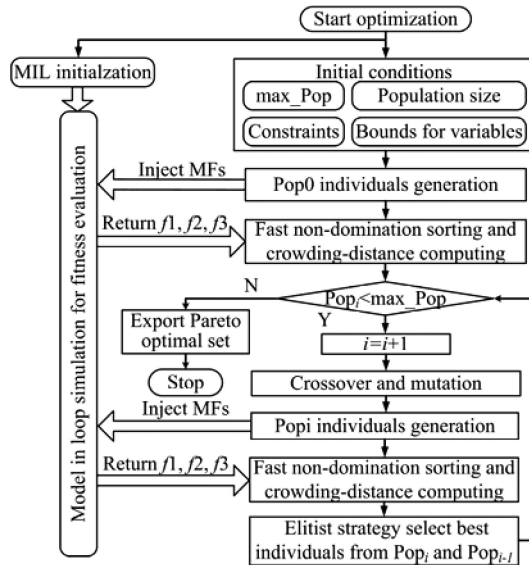 Start optimization
MIL initialzation
Initial conditions
max_Pop
Population size
Constraints
Bounds for variables
Inject MFs
Pop0 individuals generation
Return f1, f2, f3
Fast non-domination sorting and
crowding-distance computing
Model in loop simulation for fitness evaluation
N
Popi<max_Pop
Y
Export Pareto
optimal set
i=i+1
Stop
Crossover and mutation
Inject MFs
Popi individuals generation
Return f1, f2, f3
Fast non-domination sorting and
crowding-distance computing
Elitist strategy select best
individuals from Popi and Popi-1